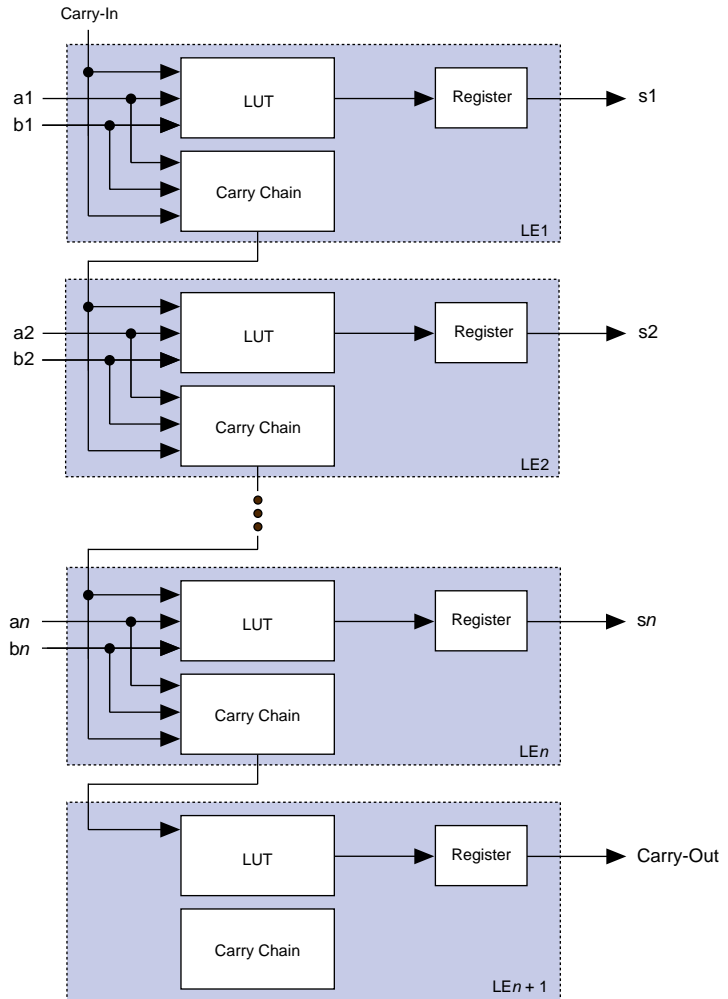 Carry-In
a1
b1
LUT
Register
s1
Carry Chain
LE1
a2
b2
LUT
Register
s2
Carry Chain
LE2
an
bn
LUT
Register
sn
Carry Chain
LEn
LUT
Register
Carry-Out
Carry Chain
LEn + 1